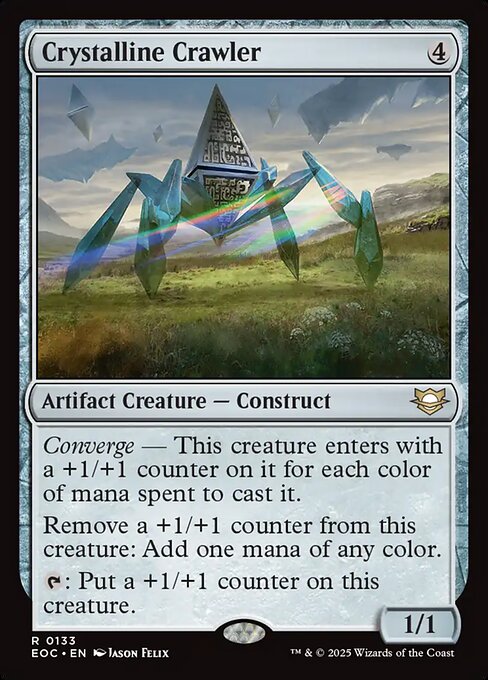 Crystalline Crawler 4
Artifact Creature — Construct
Converge — This creature enters with
a +1/+1 counter on it for each color
of mana spent to cast it.
Remove a +1/+1 counter from this
creature: Add one mana of any color.
: Put a +1/+1 counter on this
creature.
1/1
R 0133
EOC • EN Jason Felix ™ & © 2025 Wizards of the Coast